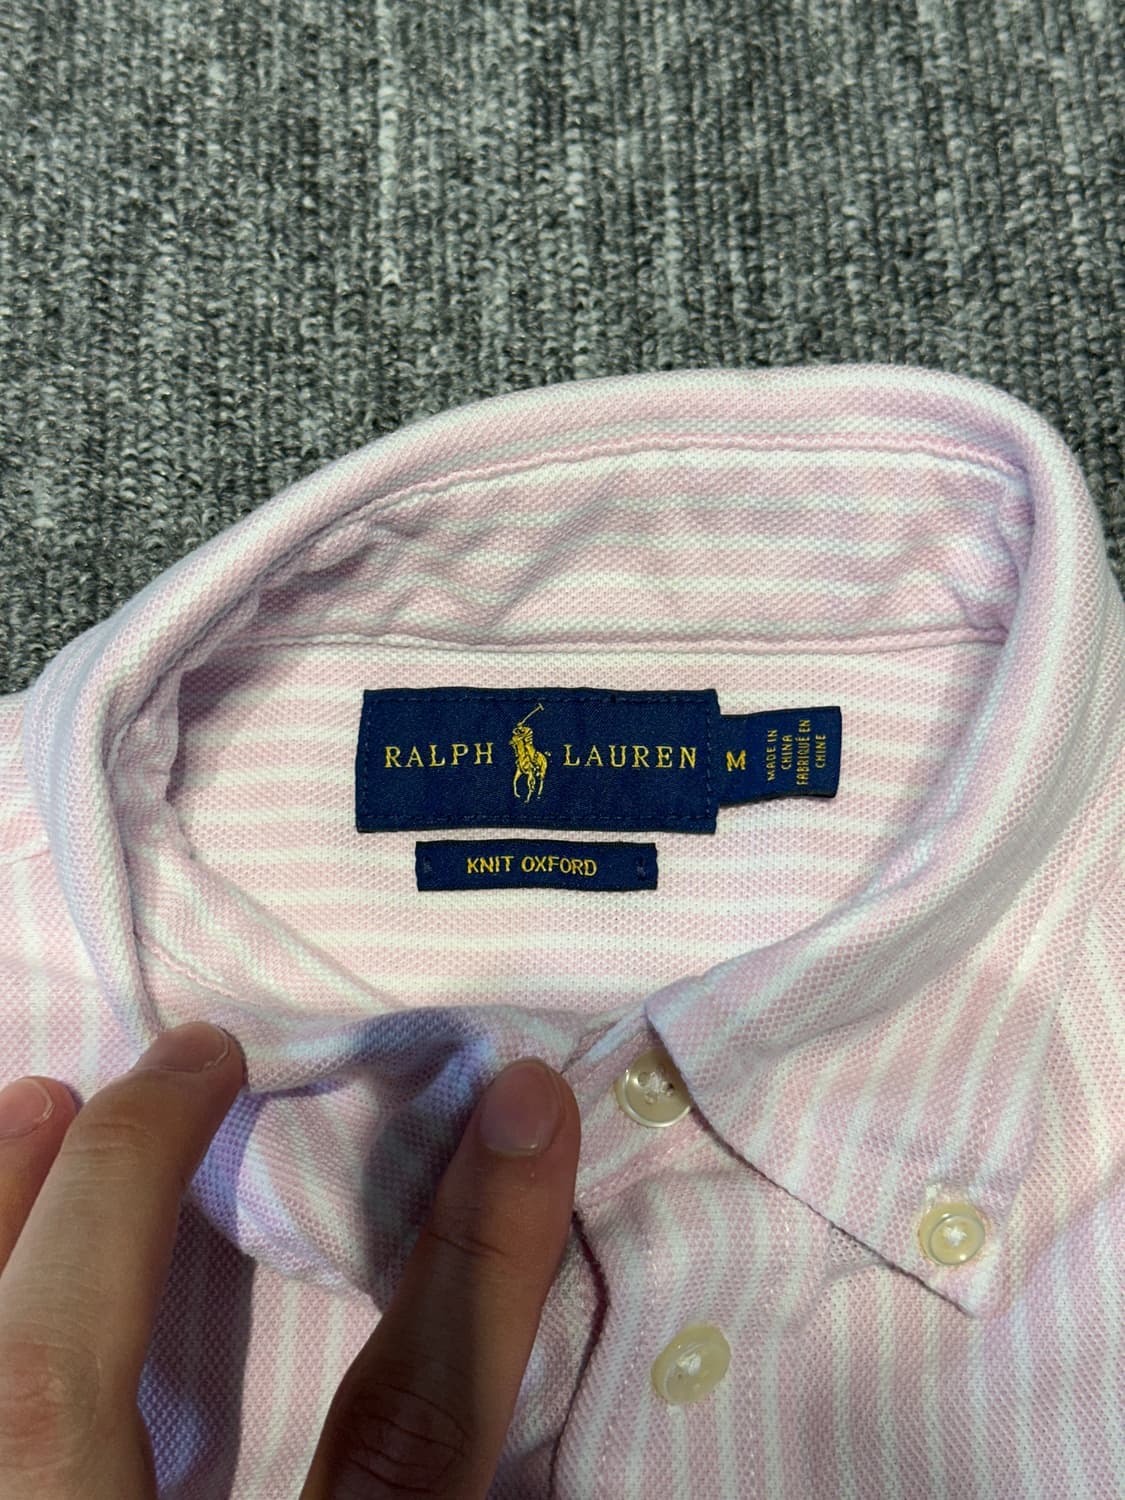 RALPH LAUREN
M
MADE IN
CHINA
FABRIQUÉ EN
CHINE
KNIT OXFORD